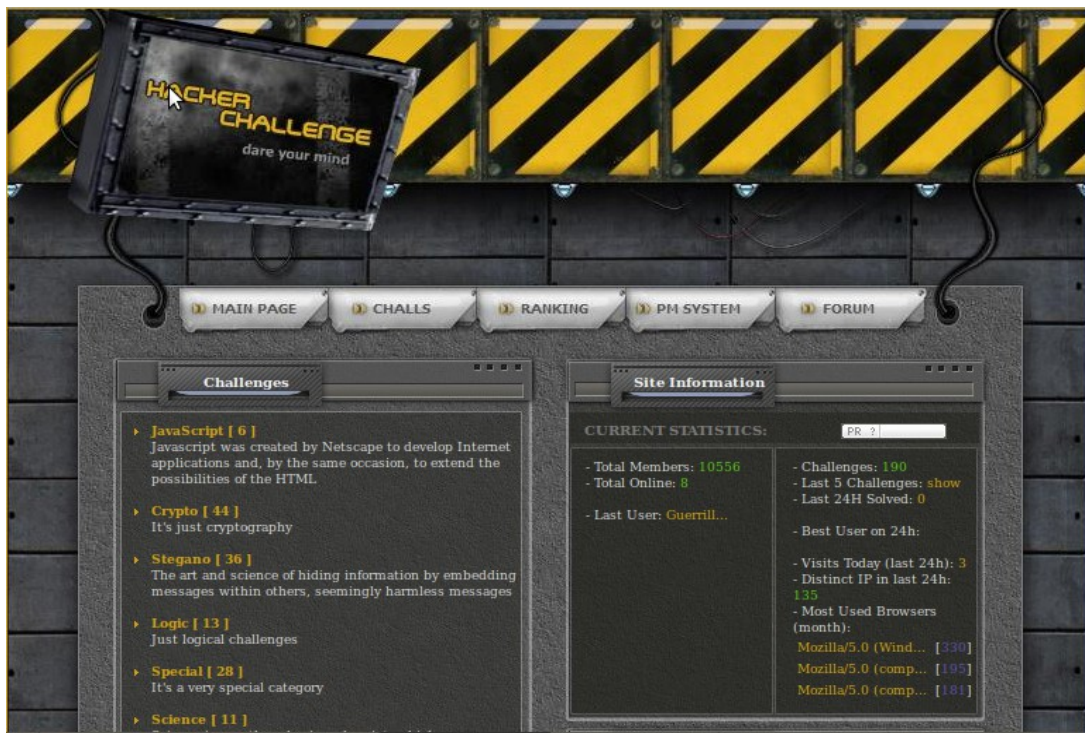 HACKER
CHALLENGE
dare your mind
MAIN PAGE
CHALLS
RANKING
PM SYSTEM
FORUM
Challenges
JavaScript [ 6 ]
Javascript was created by Netscape to develop Internet
applications and, by the same occasion, to extend the
possibilities of the HTML
Crypto [ 44 ]
It's just cryptography
Stegano [ 36 ]
The art and science of hiding information by embedding
messages within others, seemingly harmless messages
Logic [ 13 ]
Just logical challenges
Special [ 28 ]
It's a very special category
Science [ 11 ]
Site Information
CURRENT STATISTICS:
PR ?
- Total Members: 10556
- Total Online: 8
- Last User: Guerrill...
- Challenges: 190
- Last 5 Challenges: show
- Last 24H Solved: 0
- Best User on 24h:
- Visits Today (last 24h): 3
- Distinct IP in last 24h:
135
- Most Used Browsers
(month):
Mozilla/5.0 (Wind... [330]
Mozilla/5.0 (comp... [195]
Mozilla/5.0 (comp... [181]